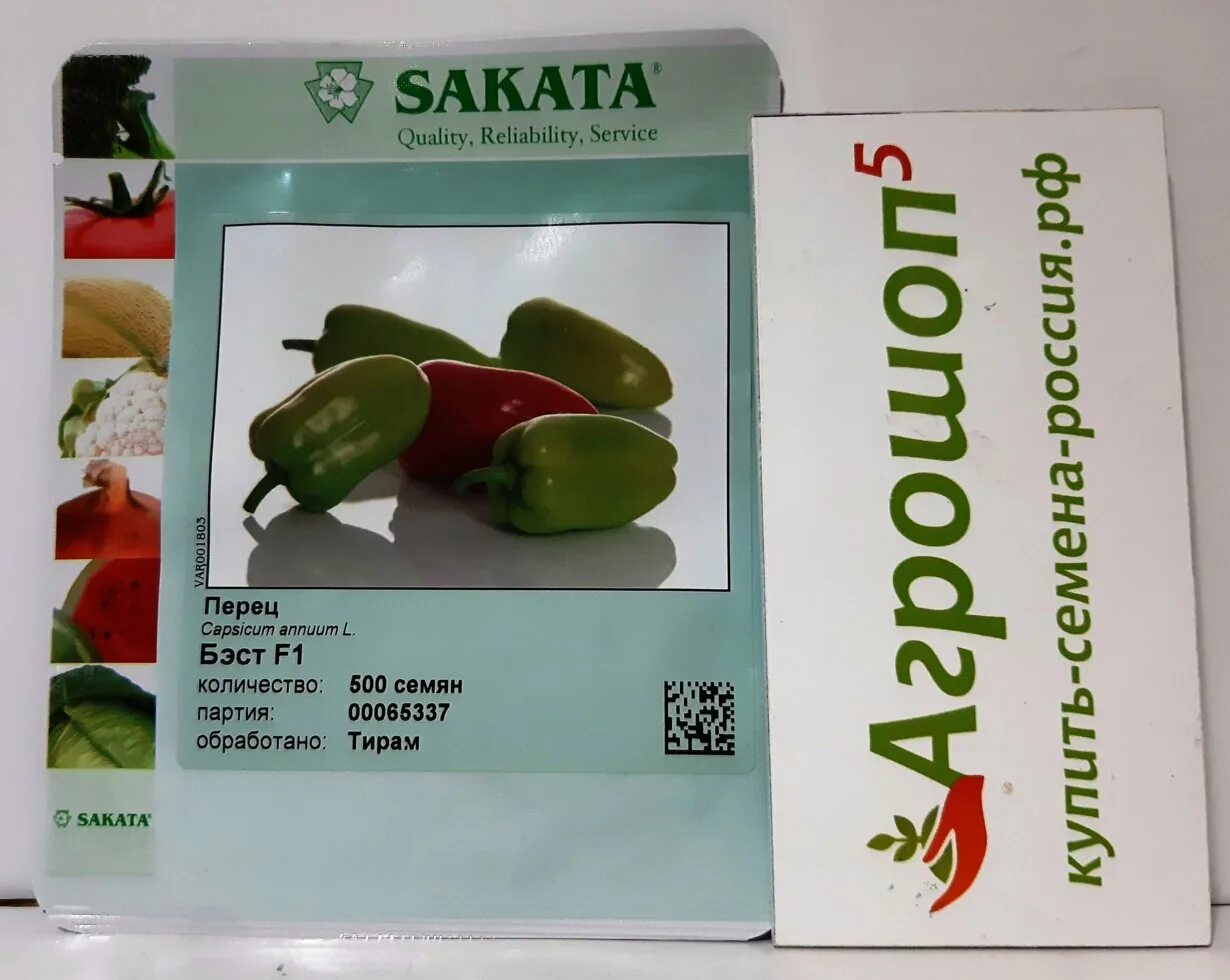 SAKATA®
Quality, Reliability, Service
VAR001803
Перец
Capsicum annuum L.
Бэст F1
количество: 500 семян
партия: 00065337
обработано: Тирам
SAKATA®
Агрошоп5
купить-семена-россия.рф